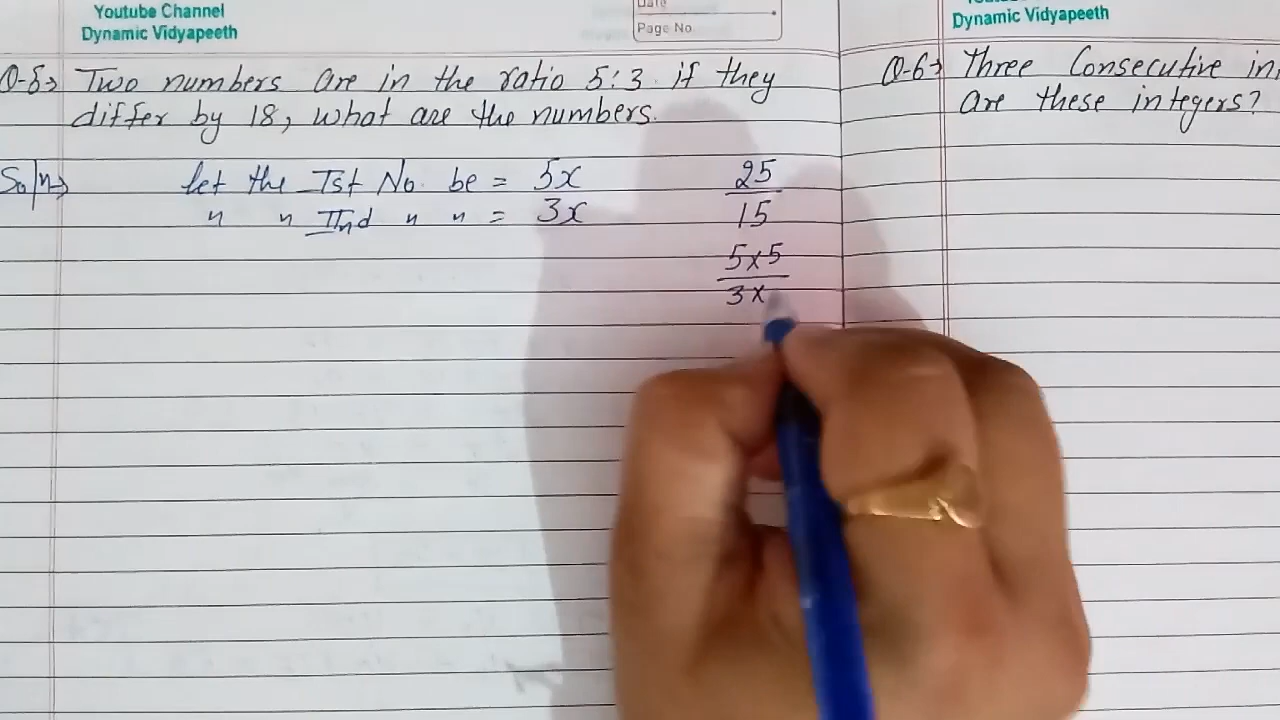 Youtube Channel
Dynamic Vidyapeeth
Date
Page No
Dynamic Vidyapeeth
Q-5→ Two numbers are in the ratio 5:3. if they
differ by 18, what are the numbers.
Q-6→ Three Consecutive in
are these integers?
Soln→ let the Ist No. be = 5x
" " IInd " " = 3x
25
15
5x5
3x